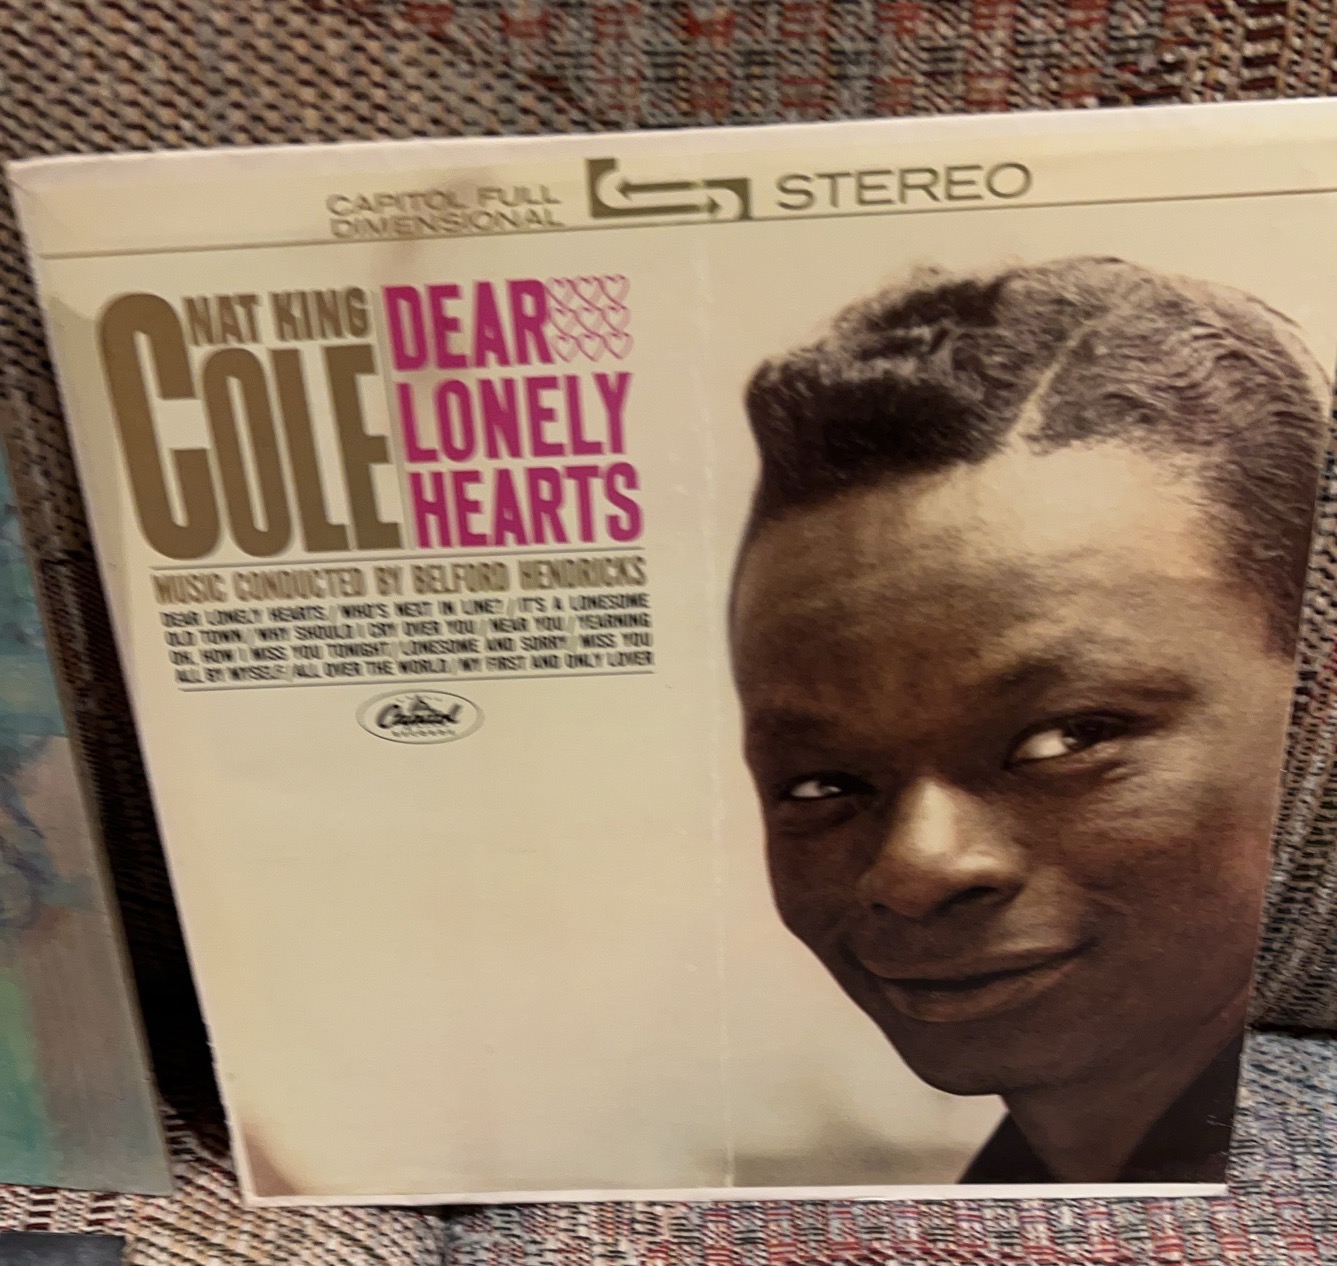 CAPITOL FULL
DIMENSIONAL
STEREO
NAT KING
COLE
DEAR
LONELY
HEARTS
MUSIC CONDUCTED BY BELFORD HENDRICKS
DEAR LONELY HEARTS / WHO'S NEXT IN LINE? / IT'S A LONESOME
OLD TOWN / WHY SHOULD I CRY OVER YOU / NEAR YOU / YEARNING
OH, HOW I MISS YOU TONIGHT / LONESOME AND SORRY / MISS YOU
ALL BY MYSELF / ALL OVER THE WORLD / MY FIRST AND ONLY LOVER
Capitol
RECORDS